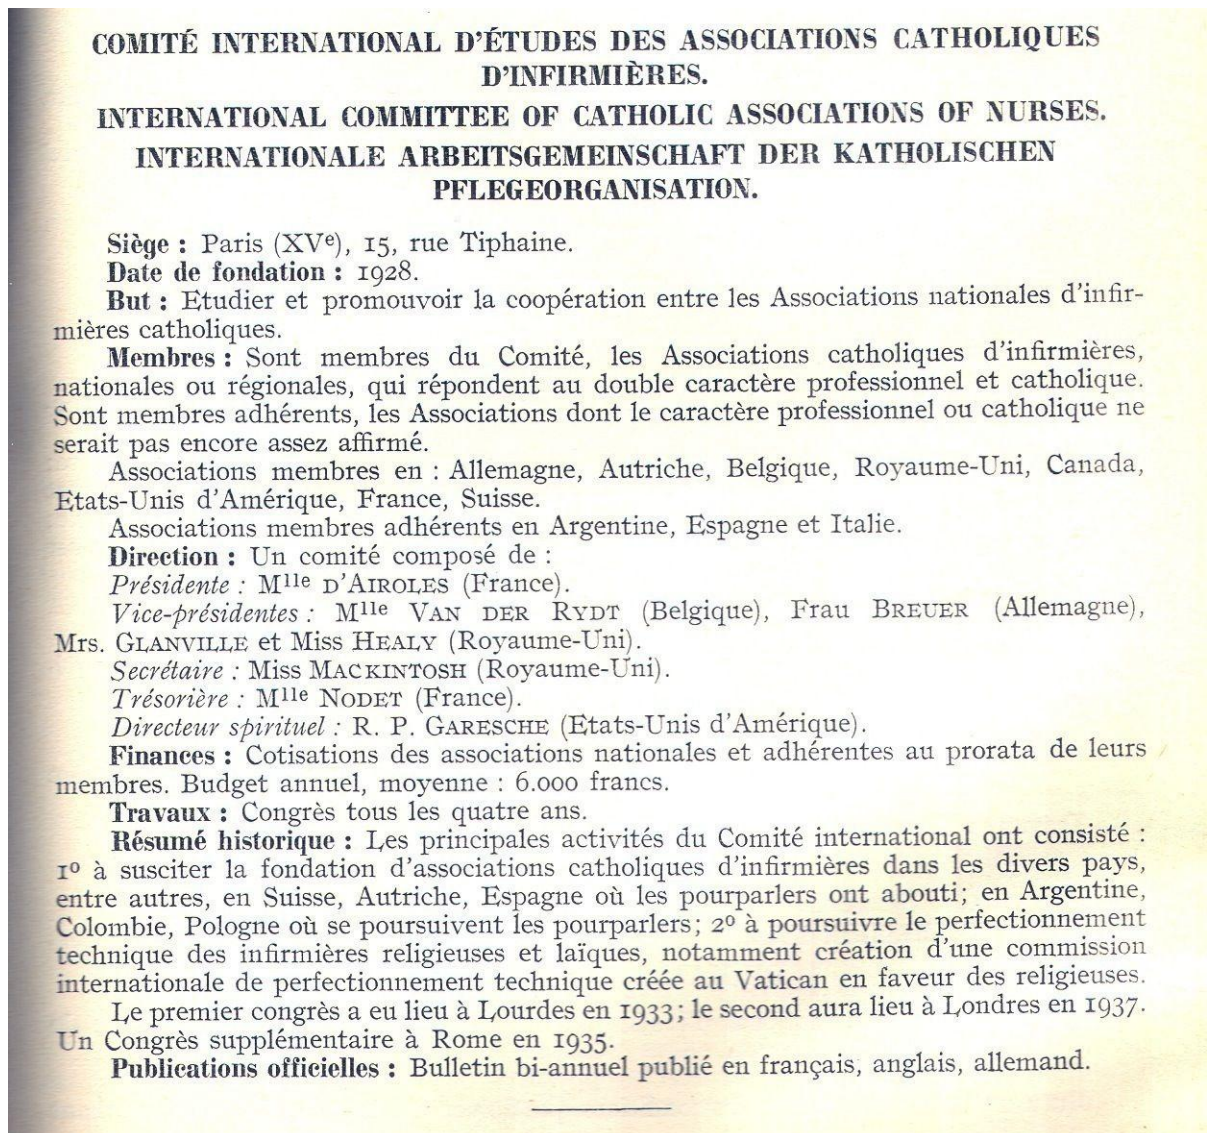 COMITÉ INTERNATIONAL D'ÉTUDES DES ASSOCIATIONS CATHOLIQUES
D'INFIRMIÈRES.
INTERNATIONAL COMMITTEE OF CATHOLIC ASSOCIATIONS OF NURSES.
INTERNATIONALE ARBEITSGEMEINSCHAFT DER KATHOLISCHEN
PFLEGEORGANISATION.
Siège : Paris (XVe), 15, rue Tiphaine.
Date de fondation : 1928.
But : Etudier et promouvoir la coopération entre les Associations nationales d'infir-
mières catholiques.
Membres : Sont membres du Comité, les Associations catholiques d'infirmières,
nationales ou régionales, qui répondent au double caractère professionnel et catholique.
Sont membres adhérents, les Associations dont le caractère professionnel ou catholique ne
serait pas encore assez affirmé.
Associations membres en : Allemagne, Autriche, Belgique, Royaume-Uni, Canada,
Etats-Unis d'Amérique, France, Suisse.
Associations membres adhérents en Argentine, Espagne et Italie.
Direction : Un comité composé de :
Présidente : Mlle D'AIROLES (France).
Vice-présidentes : Mlle VAN DER RYDT (Belgique), Frau BREUER (Allemagne),
Mrs. GLANVILLE et Miss HEALY (Royaume-Uni).
Secrétaire : Miss MACKINTOSH (Royaume-Uni).
Trésorière : Mlle NODET (France).
Directeur spirituel : R. P. GARESCHE (Etats-Unis d'Amérique).
Finances : Cotisations des associations nationales et adhérentes au prorata de leurs
membres. Budget annuel, moyenne : 6.000 francs.
Travaux : Congrès tous les quatre ans.
Résumé historique : Les principales activités du Comité international ont consisté :
1º à susciter la fondation d'associations catholiques d'infirmières dans les divers pays,
entre autres, en Suisse, Autriche, Espagne où les pourparlers ont abouti; en Argentine,
Colombie, Pologne où se poursuivent les pourparlers; 2º à poursuivre le perfectionnement
technique des infirmières religieuses et laïques, notamment création d'une commission
internationale de perfectionnement technique créée au Vatican en faveur des religieuses.
Le premier congrès a eu lieu à Lourdes en 1933; le second aura lieu à Londres en 1937.
Un Congrès supplémentaire à Rome en 1935.
Publications officielles : Bulletin bi-annuel publié en français, anglais, allemand.